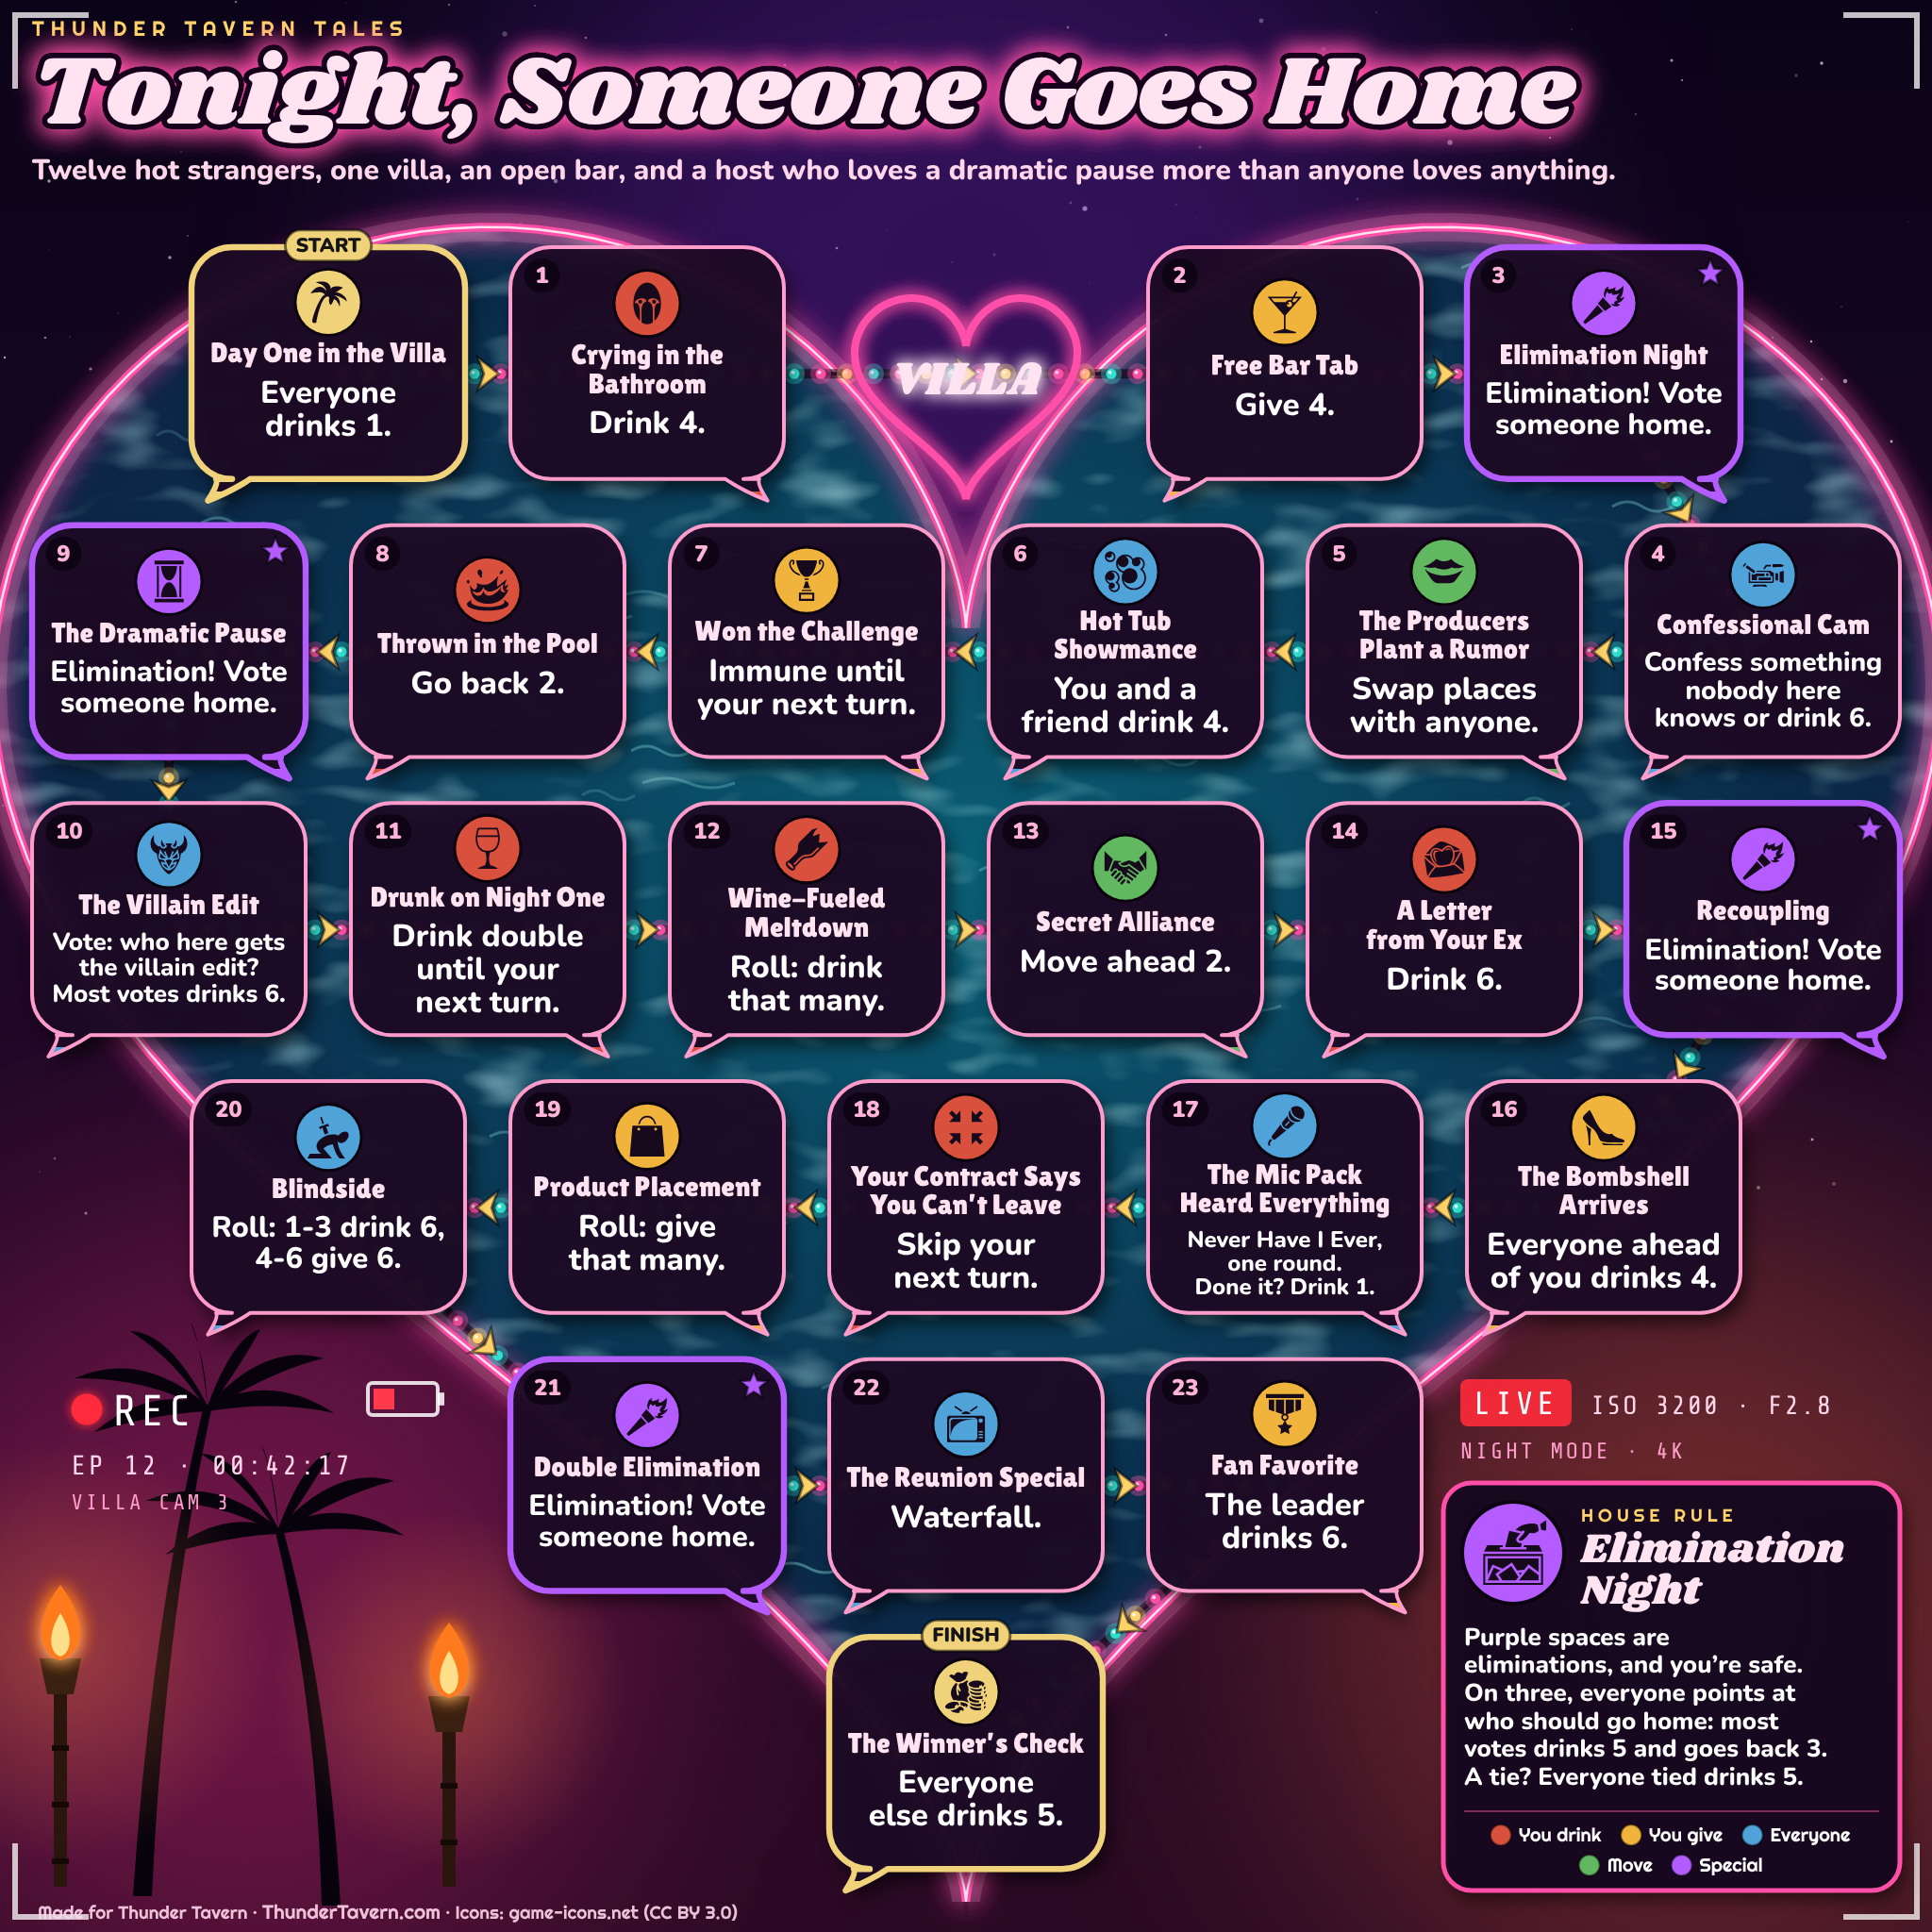 THUNDER TAVERN TALES
Tonight, Someone Goes Home
Twelve hot strangers, one villa, an open bar, and a host who loves a dramatic pause more than anyone loves anything.
START
Day One in the Villa
Everyone
drinks 1.
1
Crying in the
Bathroom
Drink 4.
VILLA
2
Free Bar Tab
Give 4.
3
Elimination Night
Elimination! Vote
someone home.
4
Confessional Cam
Confess something
nobody here
knows or drink 6.
5
The Producers
Plant a Rumor
Swap places
with anyone.
6
Hot Tub
Showmance
You and a
friend drink 4.
7
Won the Challenge
Immune until
your next turn.
8
Thrown in the Pool
Go back 2.
9
The Dramatic Pause
Elimination! Vote
someone home.
10
The Villain Edit
Vote: who here gets
the villain edit?
Most votes drinks 6.
11
Drunk on Night One
Drink double
until your
next turn.
12
Wine-Fueled
Meltdown
Roll: drink
that many.
13
Secret Alliance
Move ahead 2.
14
A Letter
from Your Ex
Drink 6.
15
Recoupling
Elimination! Vote
someone home.
16
The Bombshell
Arrives
Everyone ahead
of you drinks 4.
17
The Mic Pack
Heard Everything
Never Have I Ever,
one round.
Done it? Drink 1.
18
Your Contract Says
You Can't Leave
Skip your
next turn.
19
Product Placement
Roll: give
that many.
20
Blindside
Roll: 1-3 drink 6,
4-6 give 6.
21
Double Elimination
Elimination! Vote
someone home.
22
The Reunion Special
Waterfall.
23
Fan Favorite
The leader
drinks 6.
FINISH
The Winner's Check
Everyone
else drinks 5.
REC
EP 12 · 00:42:17
VILLA CAM 3
LIVE ISO 3200 · F2.8
NIGHT MODE · 4K
HOUSE RULE
Elimination
Night
Purple spaces are
eliminations, and you're safe.
On three, everyone points at
who should go home: most
votes drinks 5 and goes back 3.
A tie? Everyone tied drinks 5.
You drink You give Everyone
Move Special
Made for Thunder Tavern · ThunderTavern.com · Icons: game-icons.net (CC BY 3.0)